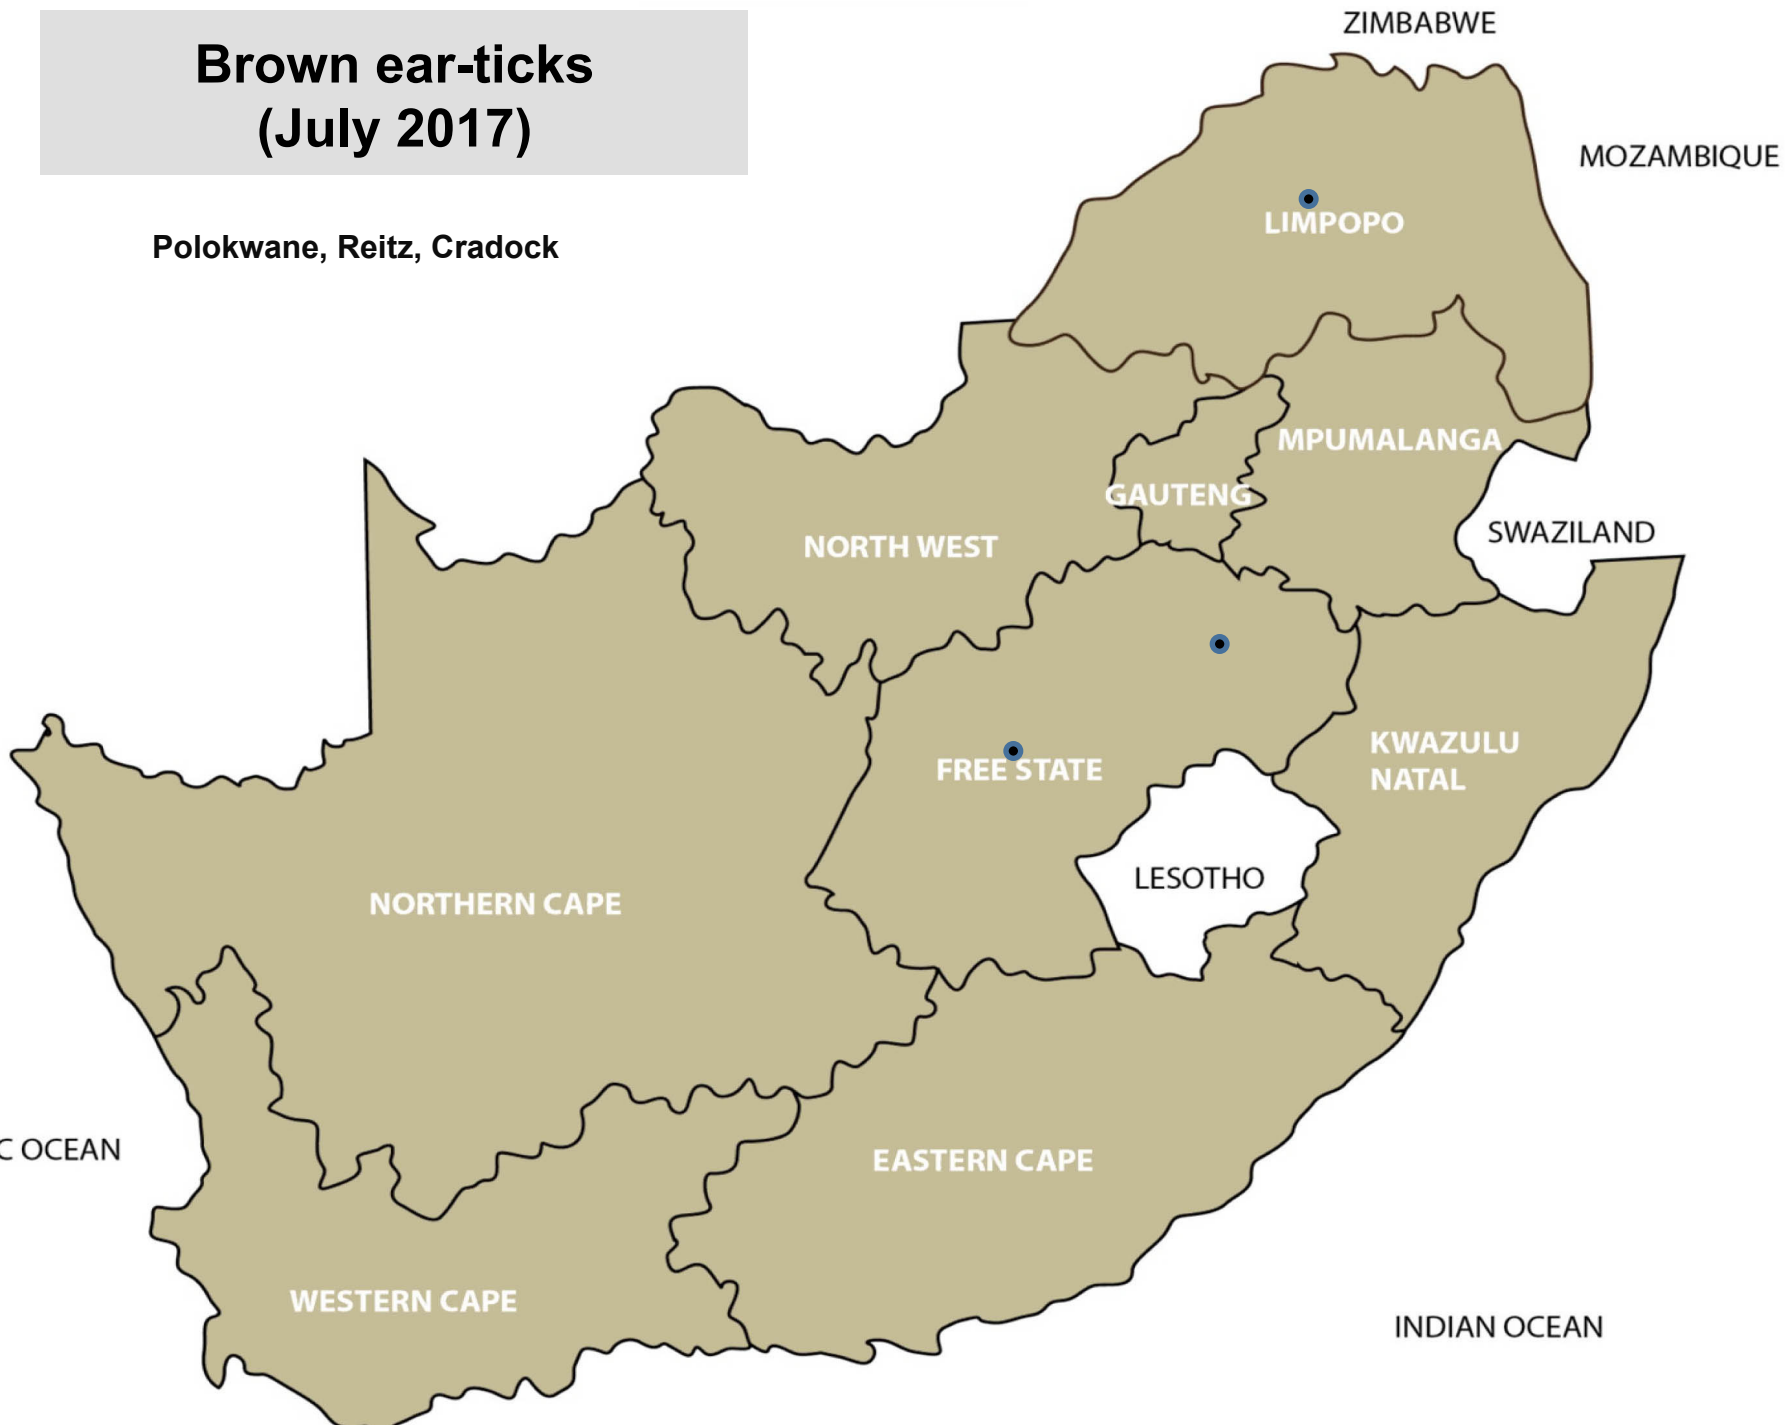 Brown ear-ticks
(July 2017)
Polokwane, Reitz, Cradock
ZIMBABWE
MOZAMBIQUE
LIMPOPO
MPUMALANGA
GAUTENG
SWAZILAND
NORTH WEST
KWAZULU
NATAL
FREE STATE
LESOTHO
NORTHERN CAPE
C OCEAN
EASTERN CAPE
WESTERN CAPE
INDIAN OCEAN